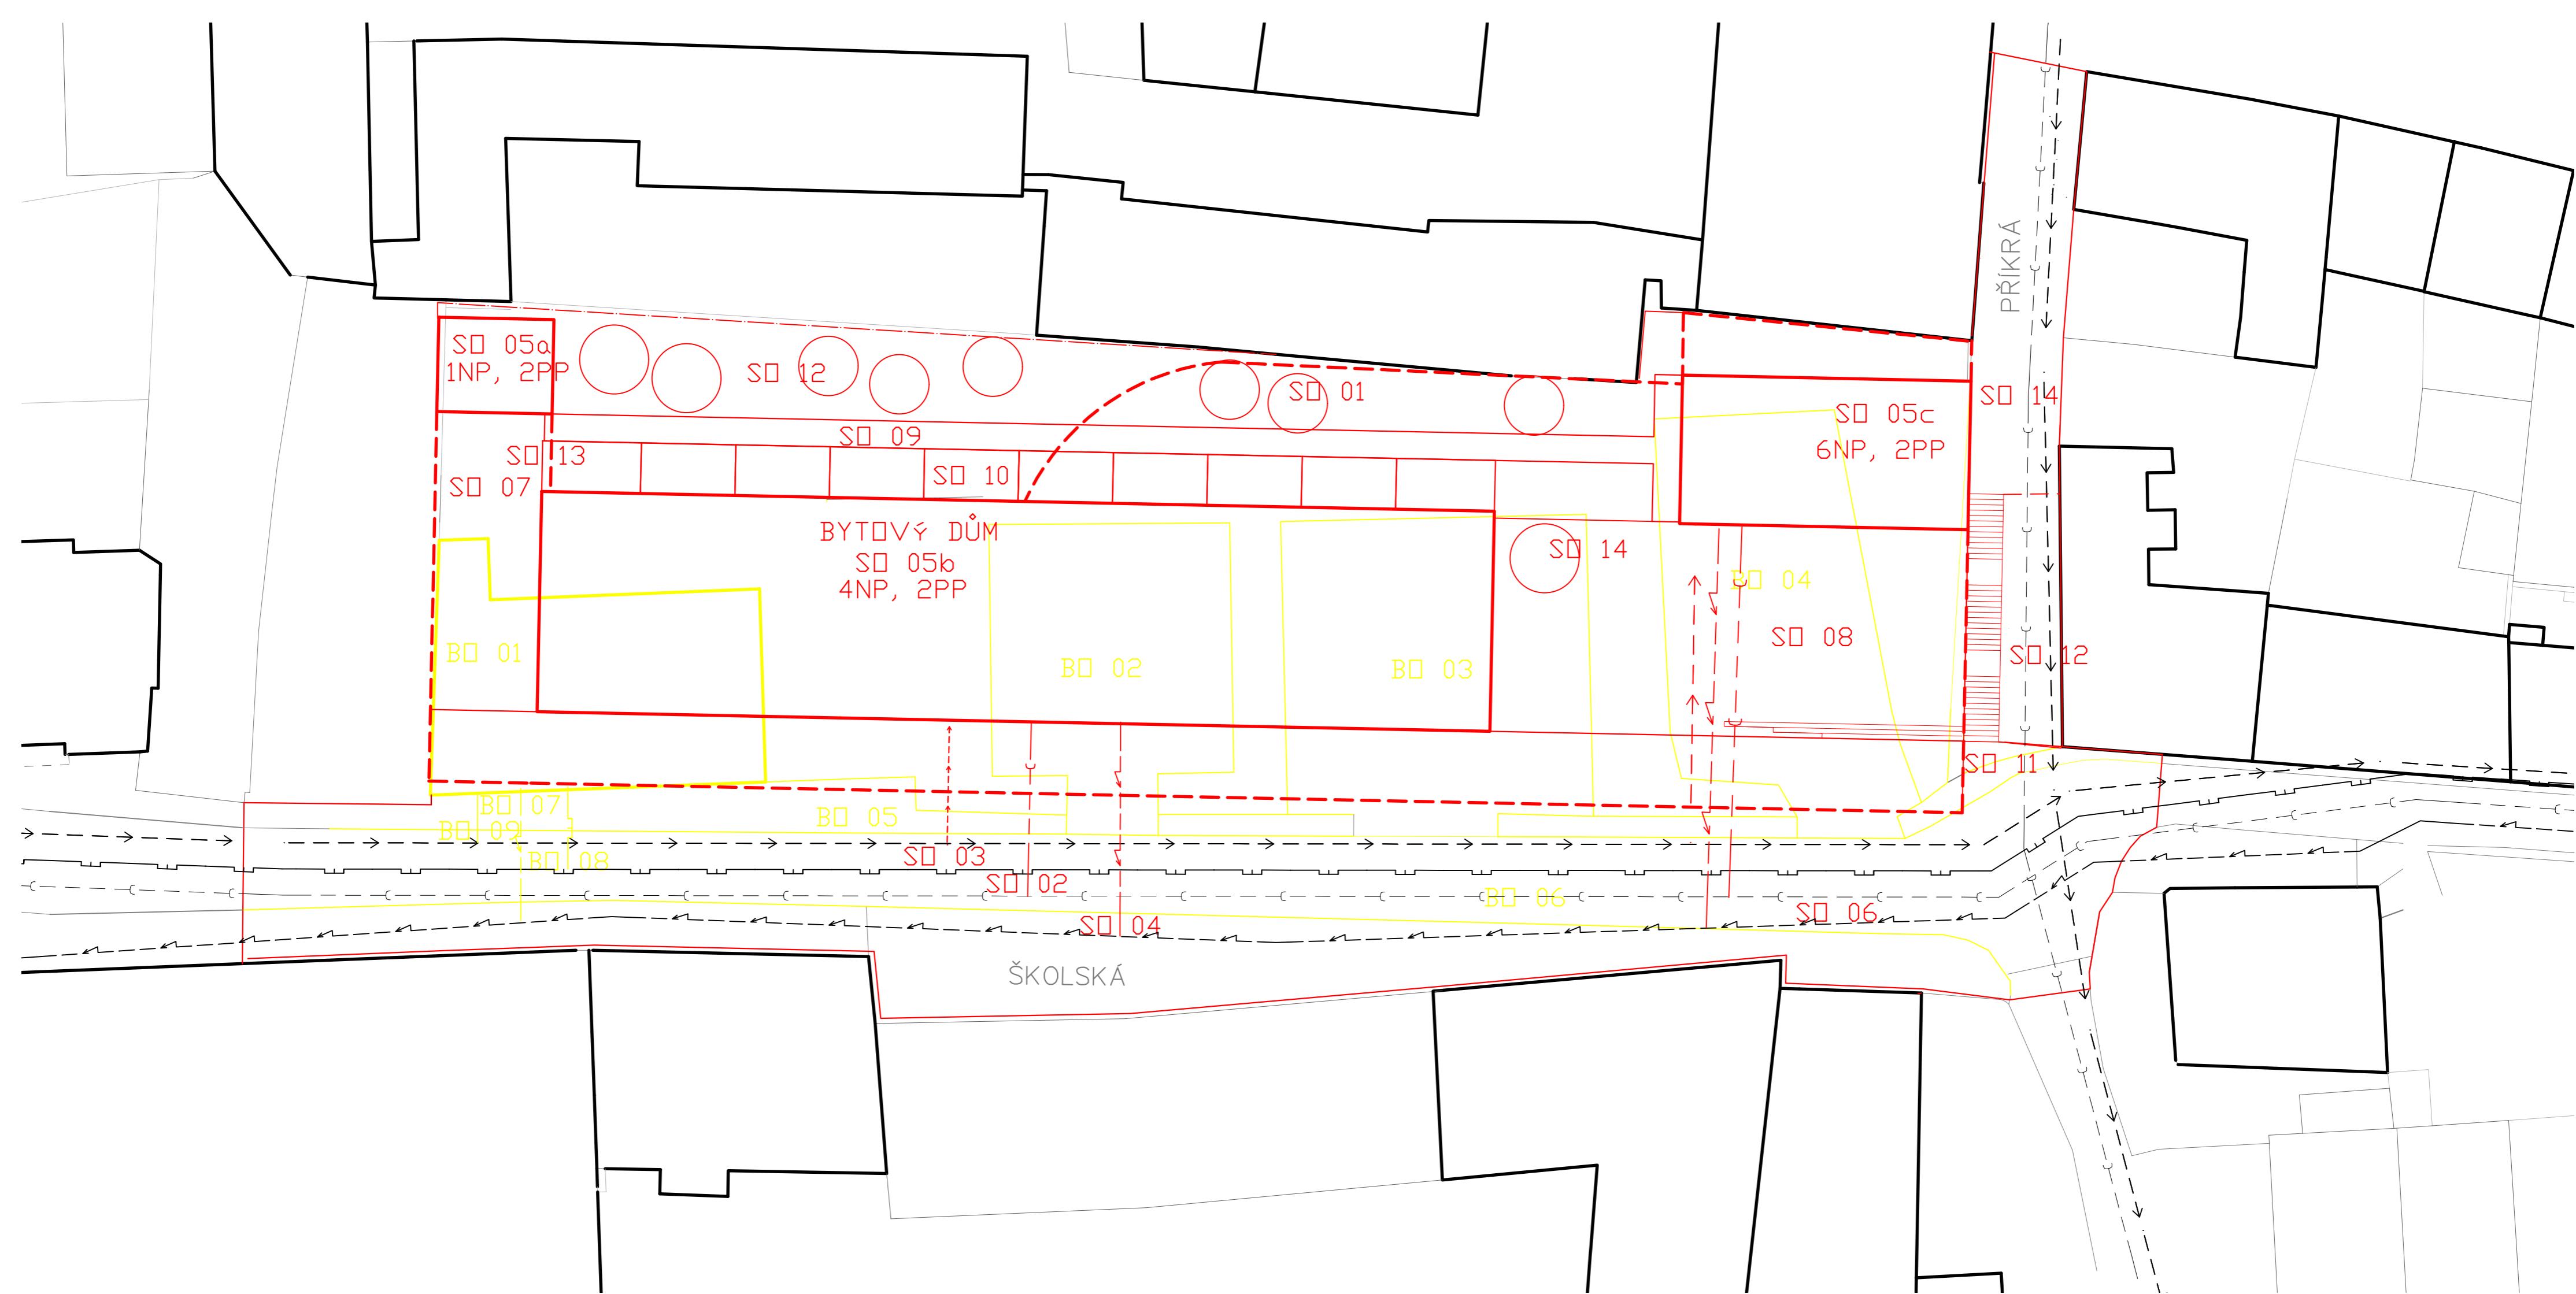 PŘÍKRÁ
SO 05a
1NP, 2PP
SO 12
SO 01
SO 14
SO 05c
6NP, 2PP
SO 09
SO 13
SO 10
SO 07
BYTOVÝ DŮM
SO 05b
4NP, 2PP
SO 14
BO 04
SO 08
BO 01
BO 02
BO 03
SO 12
SO 11
BO 07
BO 05
BO 09
BO 08
SO 03
SO 02
BO 06
SO 04
SO 06
ŠKOLSKÁ